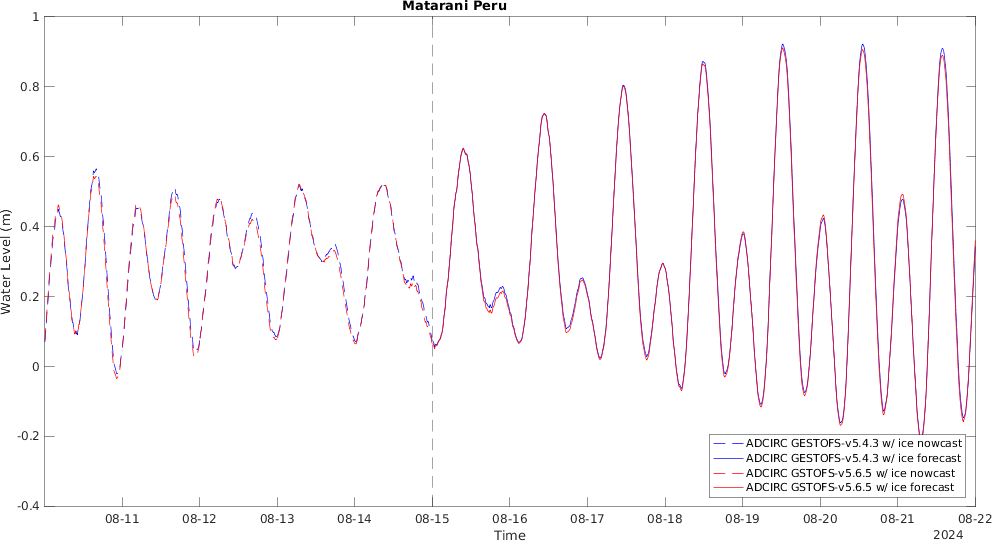 Matarani Peru
1
0.8
0.6
0.4
0.2
0
-0.2
-0.4
Water Level (m)
ADCIRC GESTOFS-v5.4.3 w/ ice nowcast
ADCIRC GESTOFS-v5.4.3 w/ ice forecast
ADCIRC GSTOFS-v5.6.5 w/ ice nowcast
ADCIRC GSTOFS-v5.6.5 w/ ice forecast
08-11 08-12 08-13 08-14 08-15 08-16 08-17 08-18 08-19 08-20 08-21 08-22
Time
2024